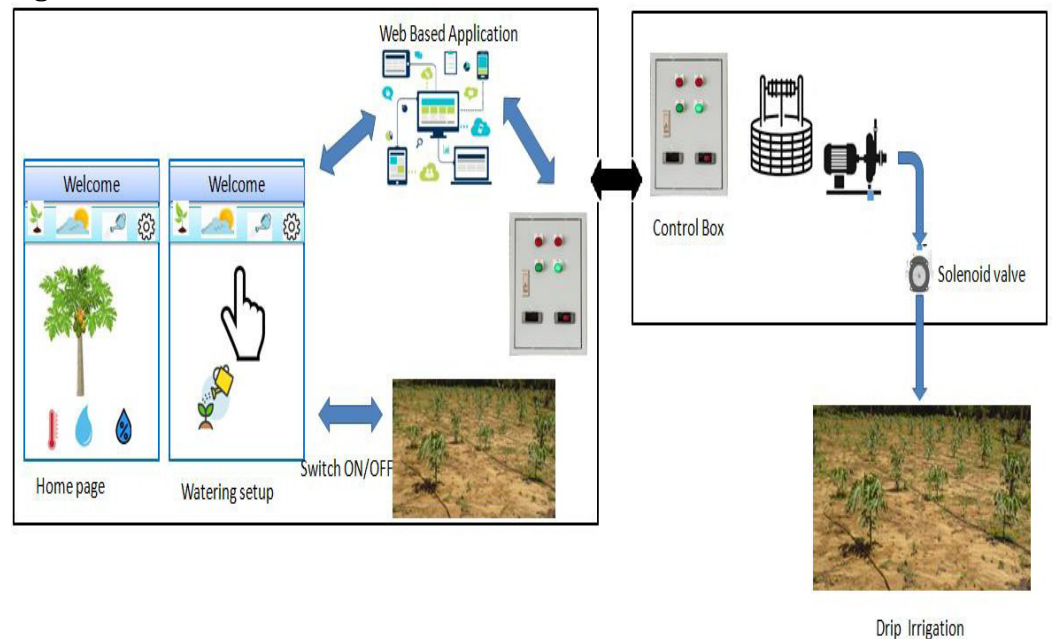 Web Based Application
Welcome
Welcome
Control Box
Solenoid valve
Switch ON/OFF
Home page
Watering setup
%
Drip Irrigation